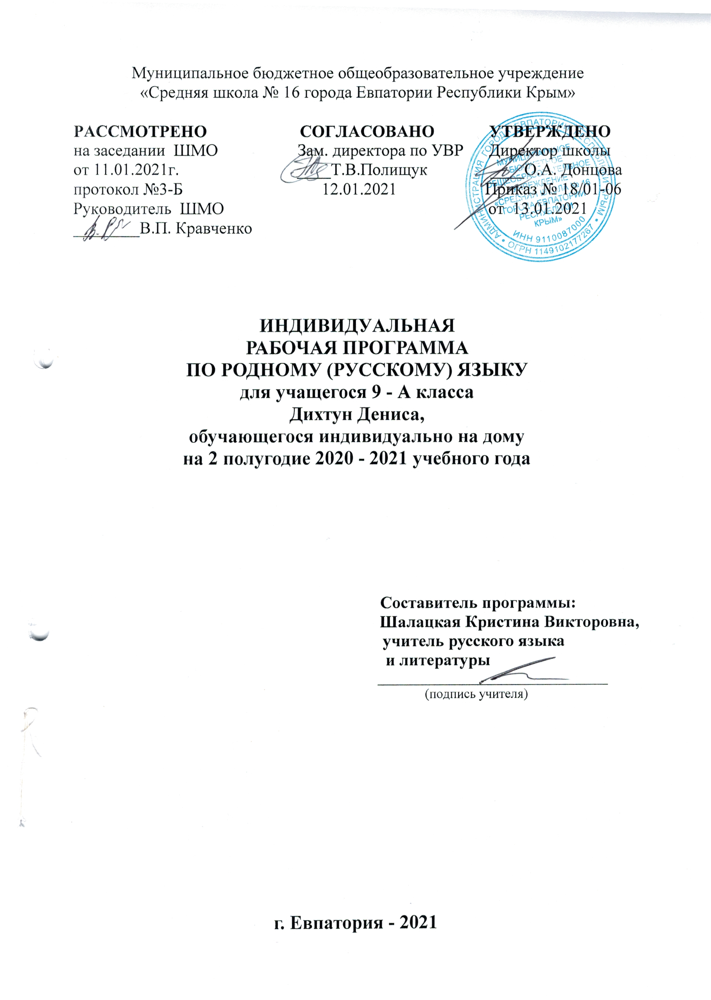 Муниципальное бюджетное общеобразовательное учреждение
«Средняя школа № 16 города Евпатории Республики Крым»
РАССМОТРЕНО
на заседании ШМО
от 11.01.2021г.
протокол №3-Б
Руководитель ШМО
________В.П. Кравченко
СОГЛАСОВАНО
Зам. директора по УВР
____Т.В.Полищук
12.01.2021
УТВЕРЖДЕНО
Директор школы
____О.А. Донцова
Приказ № 18/01-06
от 13.01.2021
АДМИНИСТРАЦИЯ ГОРОДА ЕВПАТОРИИ РЕСПУБЛИКИ КРЫМ • ОГРН 1149102177267 •
МУНИЦИПАЛЬНОЕ
БЮДЖЕТНОЕ
ОБЩЕОБРАЗОВАТЕЛЬНОЕ
УЧРЕЖДЕНИЕ
«СРЕДНЯЯ ШКОЛА № 16
ГОРОДА ЕВПАТОРИИ
РЕСПУБЛИКИ
КРЫМ»
ИНН 9110087000
ИНДИВИДУАЛЬНАЯ
РАБОЧАЯ ПРОГРАММА
ПО РОДНОМУ (РУССКОМУ) ЯЗЫКУ
для учащегося 9 - А класса
Дихтун Дениса,
обучающегося индивидуально на дому
на 2 полугодие 2020 - 2021 учебного года
Составитель программы:
Шалацкая Кристина Викторовна,
учитель русского языка
и литературы
(подпись учителя)
г. Евпатория - 2021